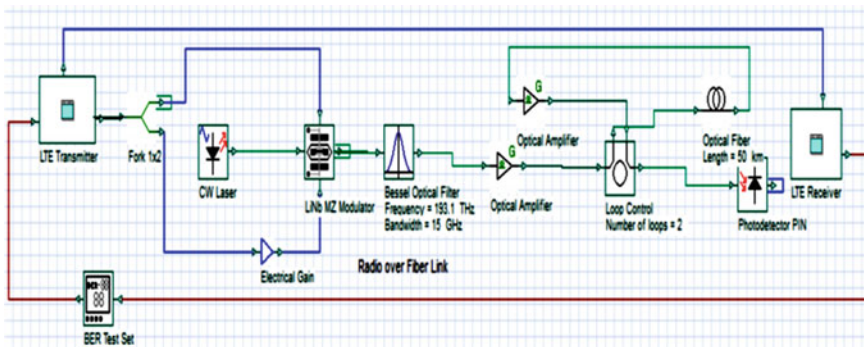 LTE Transmitter
Fork 1x2
CW Laser
LiNb MZ Modulator
Electrical Gain
Bessel Optical Filter
Frequency = 193.1 THz
Bandwidth = 15 GHz
Radio over Fiber Link
G
Optical Amplifier
G
Optical Amplifier
Loop Control
Number of loops = 2
Optical Fiber
Length = 50 km
Photodetector PIN
LTE Receiver
BER Test Set